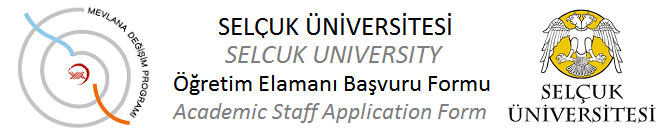 MEVLANA DEĞİŞİM PROGRAMI
SELÇUK ÜNİVERSİTESİ
SELCUK UNIVERSITY
Öğretim Elamanı Başvuru Formu
Academic Staff Application Form
SELÇUK
ÜNİVERSİTESİ